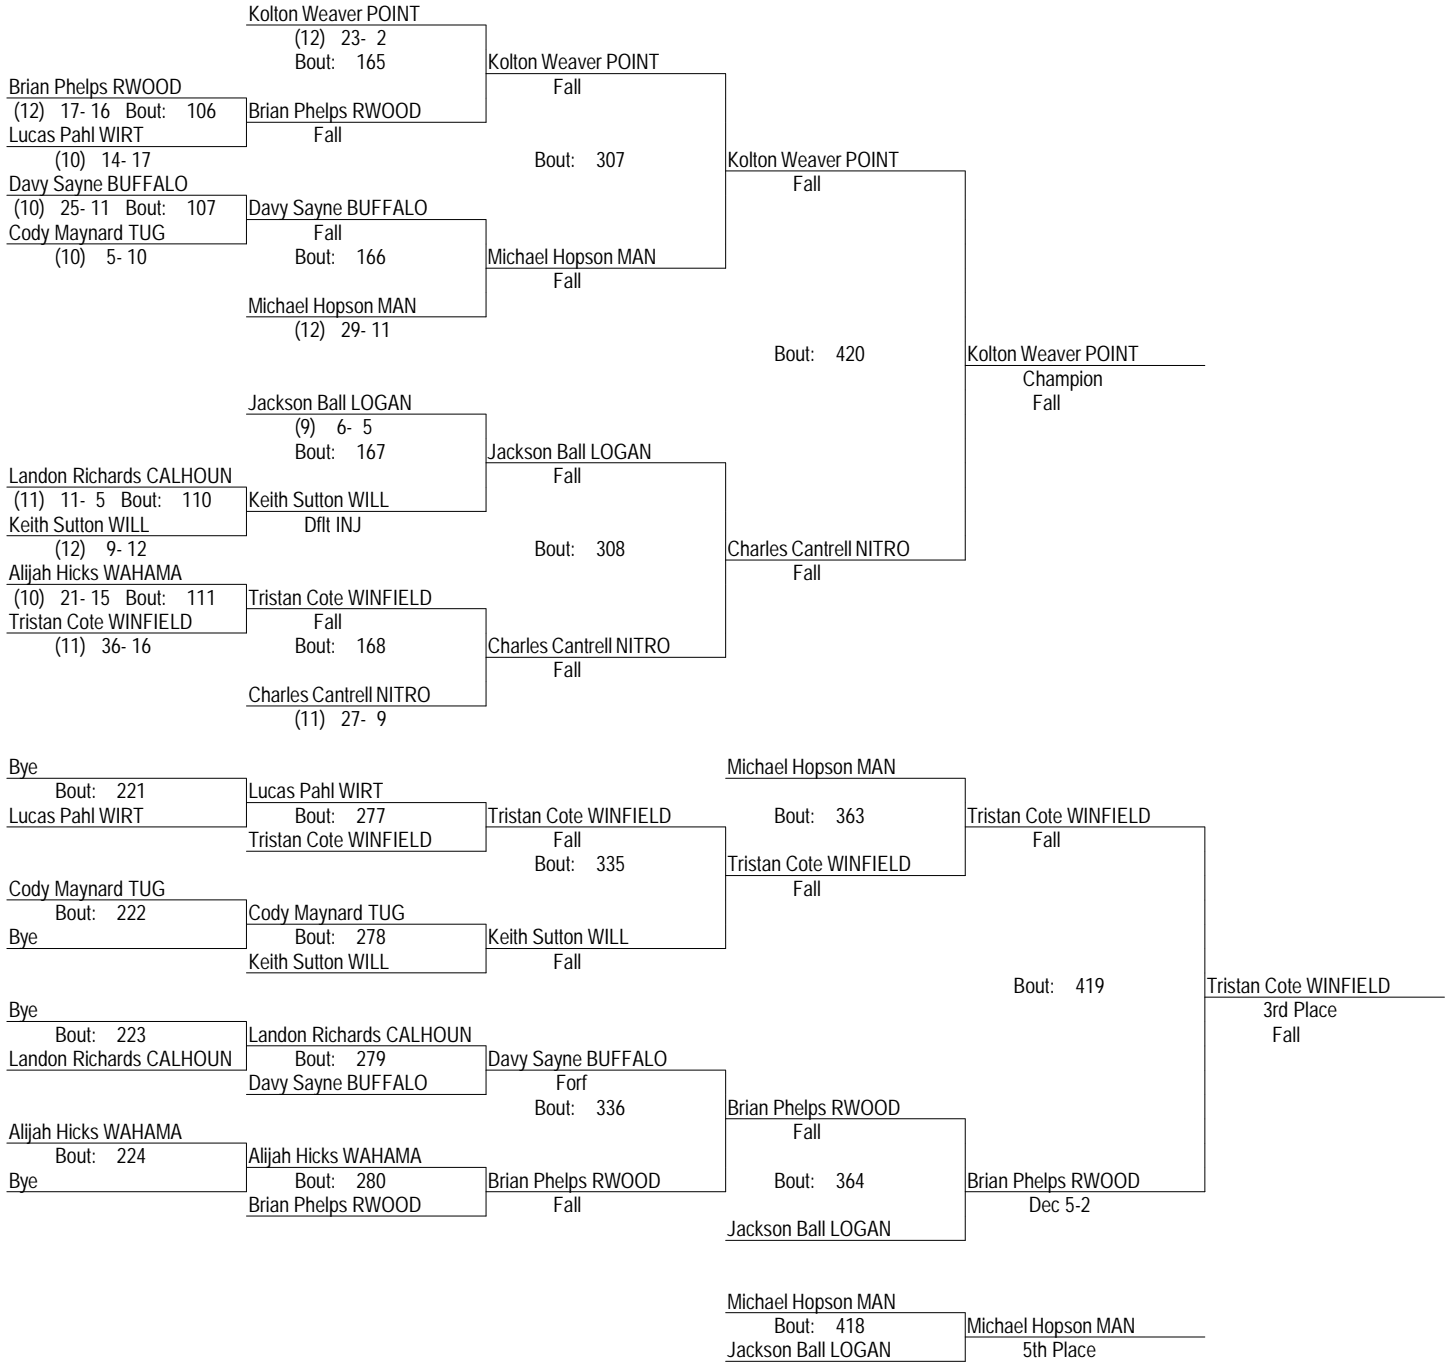 Kolton Weaver POINT
(12) 23- 2
Bout: 165
Kolton Weaver POINT
Fall
Brian Phelps RWOOD
(12) 17- 16 Bout: 106
Brian Phelps RWOOD
Lucas Pahl WIRT
Fall
(10) 14- 17
Bout: 307
Kolton Weaver POINT
Fall
Davy Sayne BUFFALO
(10) 25- 11 Bout: 107
Davy Sayne BUFFALO
Cody Maynard TUG
Fall
(10) 5- 10
Bout: 166
Michael Hopson MAN
Fall
Michael Hopson MAN
(12) 29- 11
Bout: 420
Kolton Weaver POINT
Champion
Fall
Jackson Ball LOGAN
(9) 6- 5
Bout: 167
Jackson Ball LOGAN
Fall
Landon Richards CALHOUN
(11) 11- 5 Bout: 110
Keith Sutton WILL
Keith Sutton WILL
Dflt INJ
(12) 9- 12
Bout: 308
Charles Cantrell NITRO
Fall
Alijah Hicks WAHAMA
(10) 21- 15 Bout: 111
Tristan Cote WINFIELD
Tristan Cote WINFIELD
Fall
(11) 36- 16
Bout: 168
Charles Cantrell NITRO
Fall
Charles Cantrell NITRO
(11) 27- 9
Bye
Bout: 221
Lucas Pahl WIRT
Lucas Pahl WIRT
Bout: 277
Tristan Cote WINFIELD
Tristan Cote WINFIELD
Fall
Bout: 335
Michael Hopson MAN
Bout: 363
Tristan Cote WINFIELD
Fall
Tristan Cote WINFIELD
Fall
Cody Maynard TUG
Bout: 222
Bye
Cody Maynard TUG
Bout: 278
Keith Sutton WILL
Keith Sutton WILL
Fall
Bout: 419
Tristan Cote WINFIELD
3rd Place
Fall
Bye
Bout: 223
Landon Richards CALHOUN
Landon Richards CALHOUN
Bout: 279
Davy Sayne BUFFALO
Davy Sayne BUFFALO
Forf
Bout: 336
Brian Phelps RWOOD
Fall
Alijah Hicks WAHAMA
Bout: 224
Bye
Alijah Hicks WAHAMA
Bout: 280
Brian Phelps RWOOD
Brian Phelps RWOOD
Fall
Bout: 364
Brian Phelps RWOOD
Dec 5-2
Jackson Ball LOGAN
Michael Hopson MAN
Bout: 418
Michael Hopson MAN
Jackson Ball LOGAN
5th Place